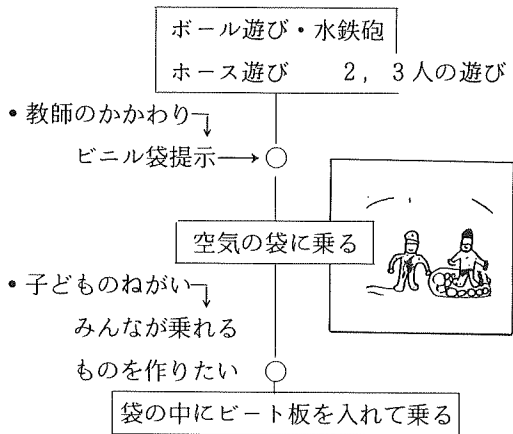 ボール遊び・水鉄砲
ホース遊び　2，3人の遊び
•教師のかかわり
ビニル袋提示
空気の袋に乗る
•子どものねがい
みんなが乗れる
ものを作りたい
袋の中にビート板を入れて乗る